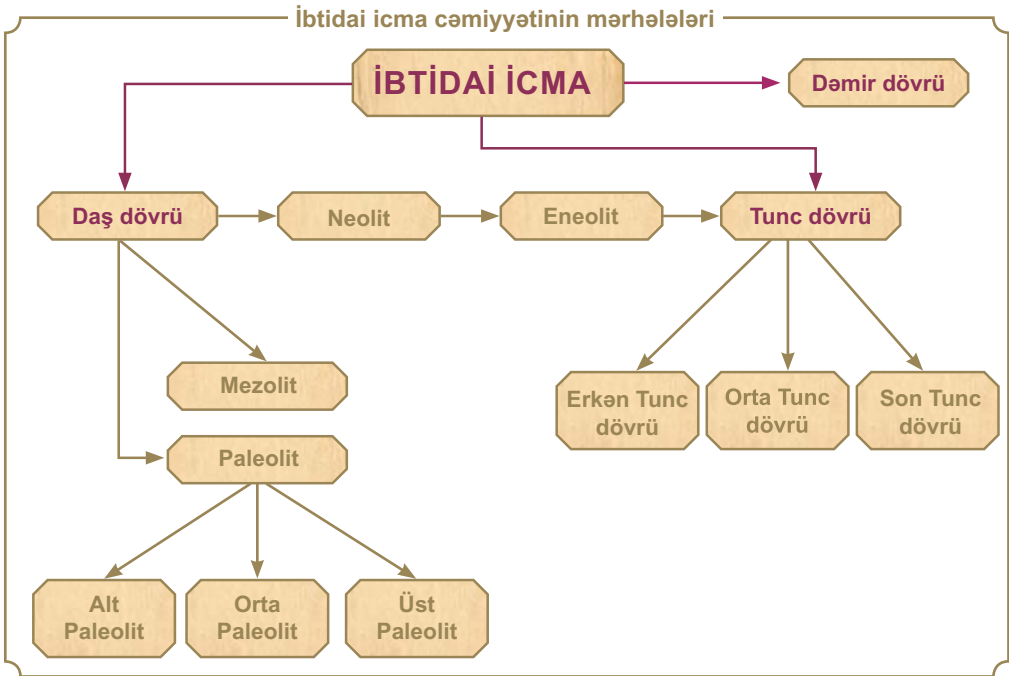 İbtidai icma cəmiyyətinin mərhələləri
İBTİDAİ İCMA
Dəmir dövrü
Daş dövrü
Neolit
Eneolit
Tunc dövrü
Mezolit
Erkən Tunc
dövrü
Orta Tunc
dövrü
Son Tunc
dövrü
Paleolit
Alt
Paleolit
Orta
Paleolit
Üst
Paleolit